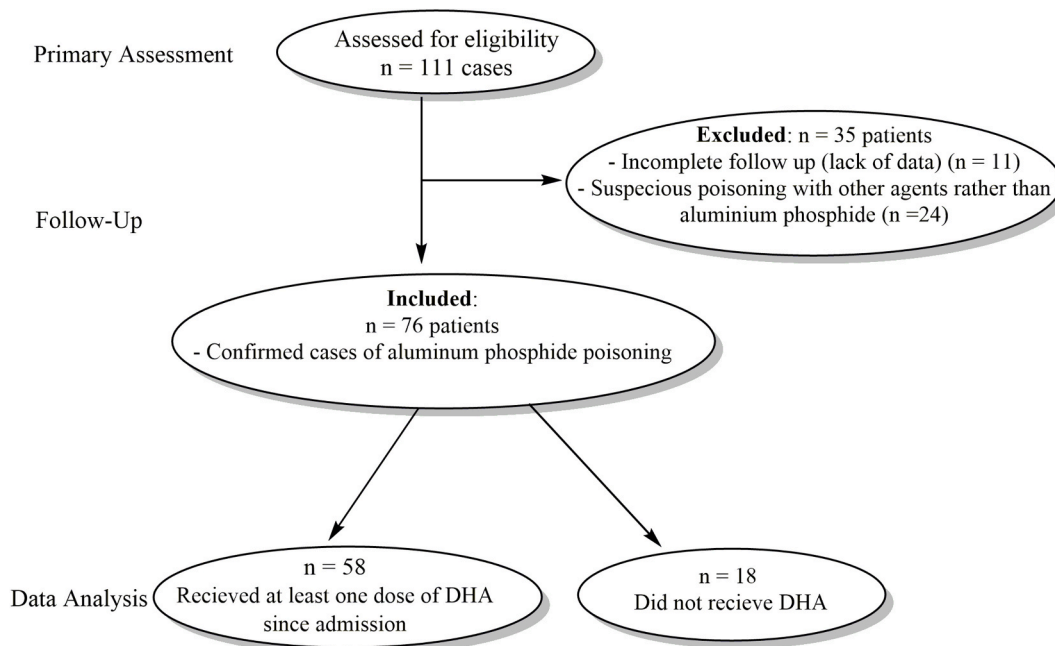 Primary Assessment
Assessed for eligibility
n = 111 cases
Excluded: n = 35 patients
- Incomplete follow up (lack of data) (n = 11)
- Suspecious poisoning with other agents rather than
aluminium phosphide (n =24)
Follow-Up
Included:
n = 76 patients
- Confirmed cases of aluminum phosphide poisoning
Data Analysis
n = 58
Recieved at least one dose of DHA
since admission
n = 18
Did not recieve DHA